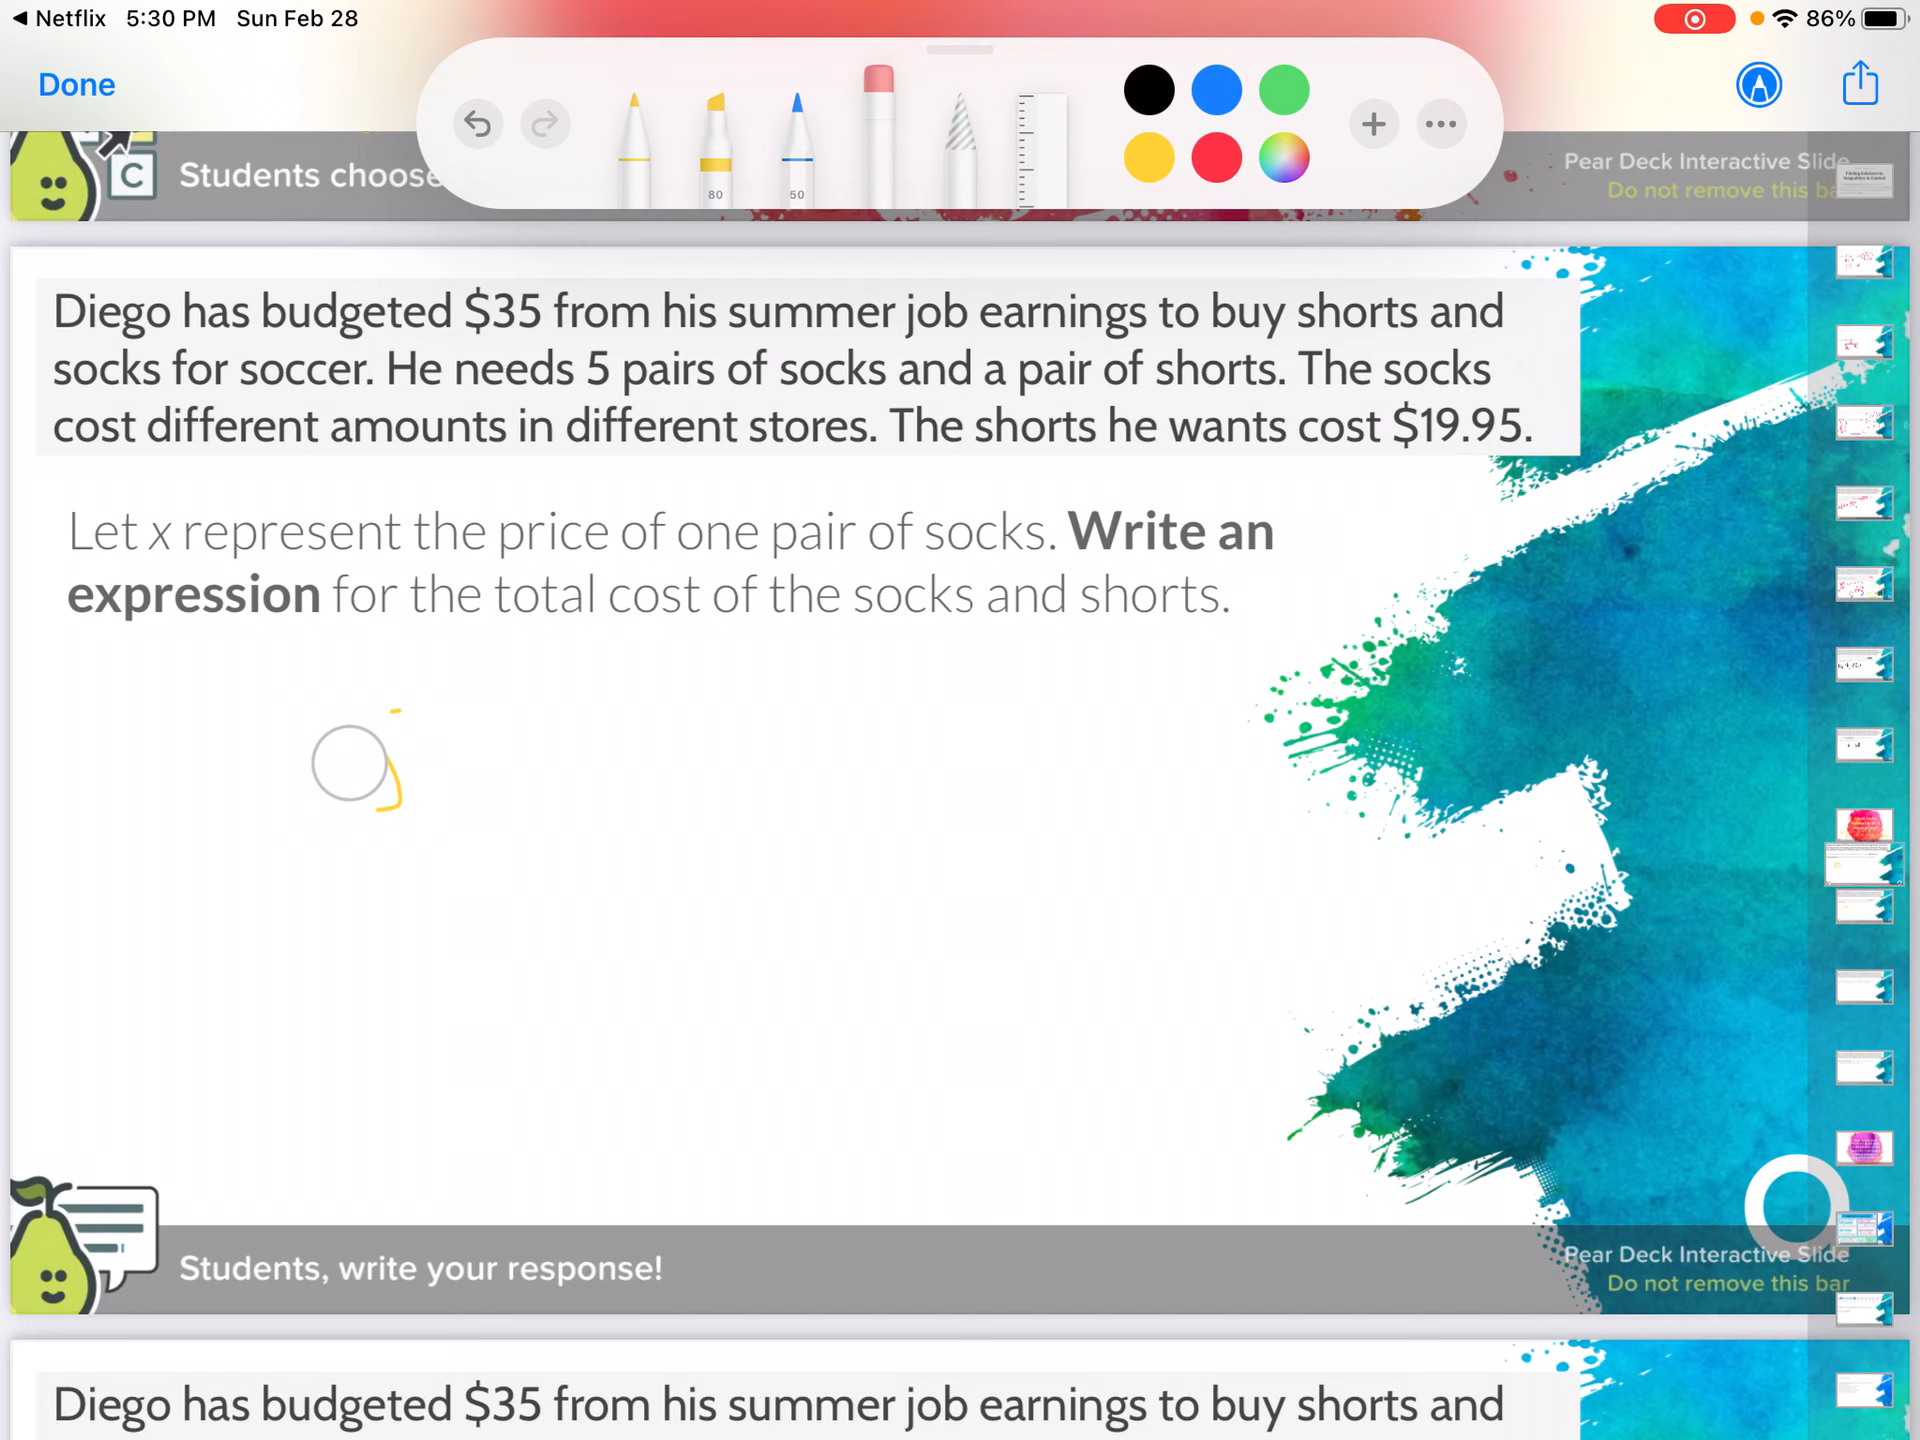 Netflix 5:30 PM Sun Feb 28
86%
Done
80
50
C
Students choose
Pear Deck Interactive Slide
Do not remove this bar
Diego has budgeted $35 from his summer job earnings to buy shorts and
socks for soccer. He needs 5 pairs of socks and a pair of shorts. The socks
cost different amounts in different stores. The shorts he wants cost $19.95.
Let x represent the price of one pair of socks. Write an
expression for the total cost of the socks and shorts.
Students, write your response!
Pear Deck Interactive Slide
Do not remove this bar
Diego has budgeted $35 from his summer job earnings to buy shorts and